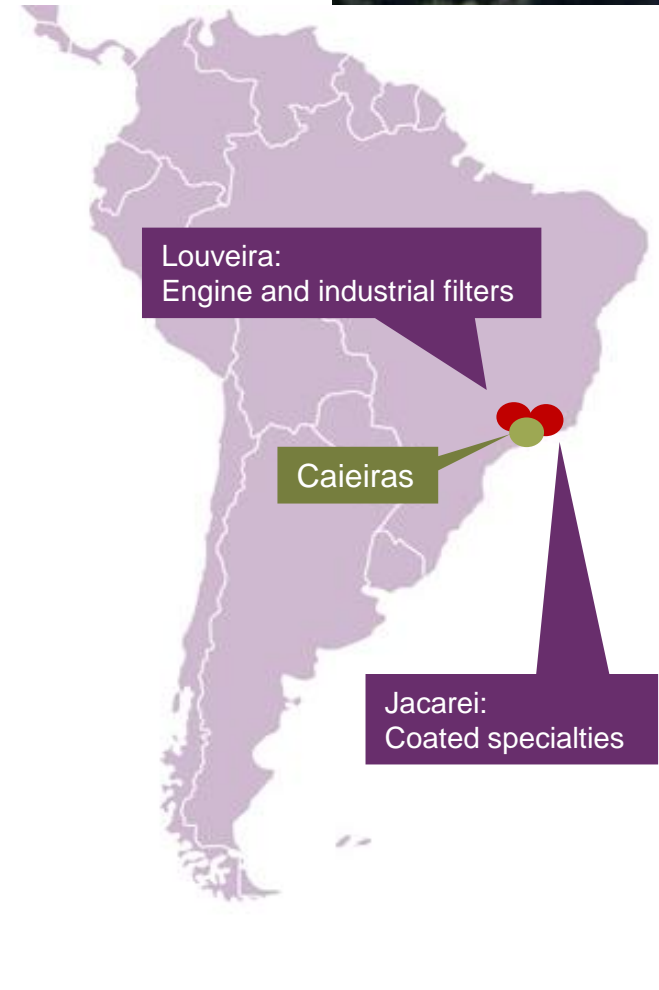 Louveira:
Engine and industrial filters
Caieiras
Jacarei:
Coated specialties